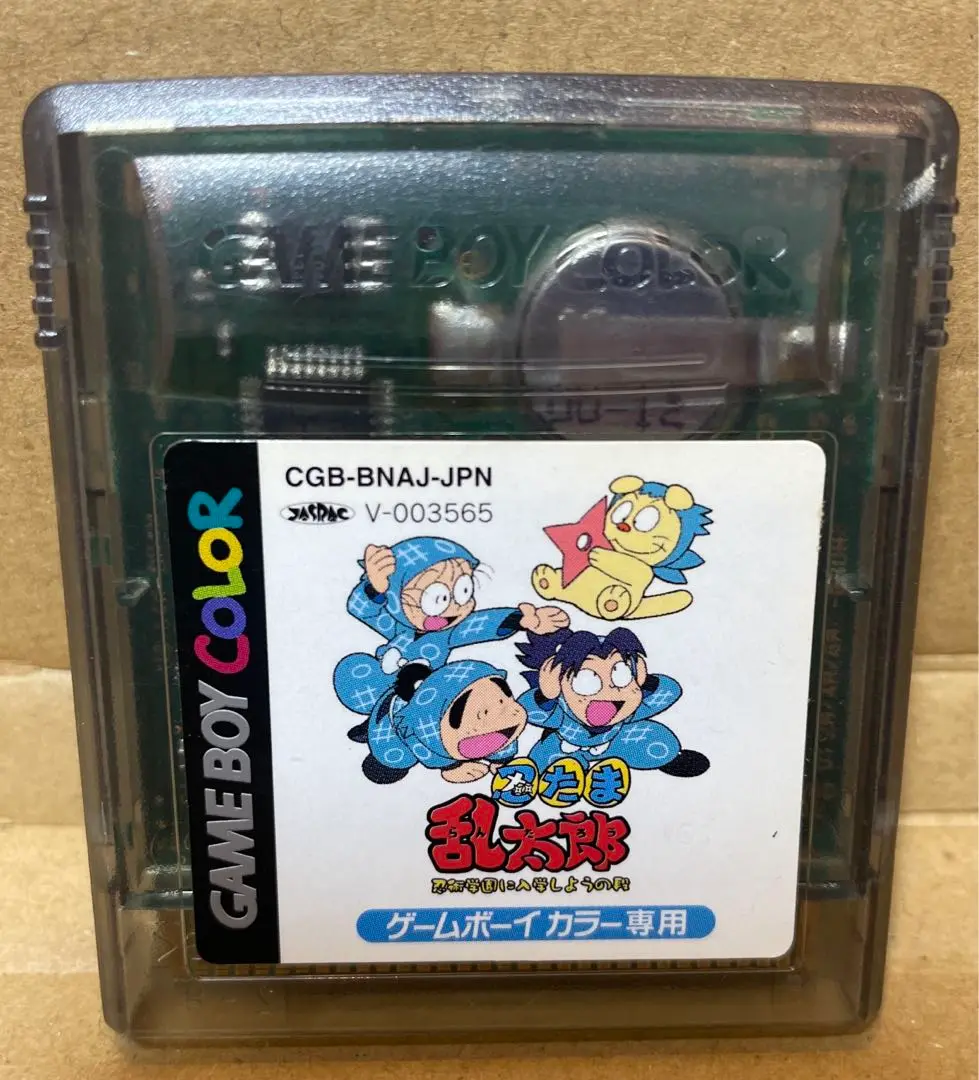 GAME BOY COLOR
00-12
GAME BOY COLOR
CGB-BNAJ-JPN
JASRAC V-003565
忍たま
乱太郎
忍術学園に入学しようの段
ゲームボーイカラー専用